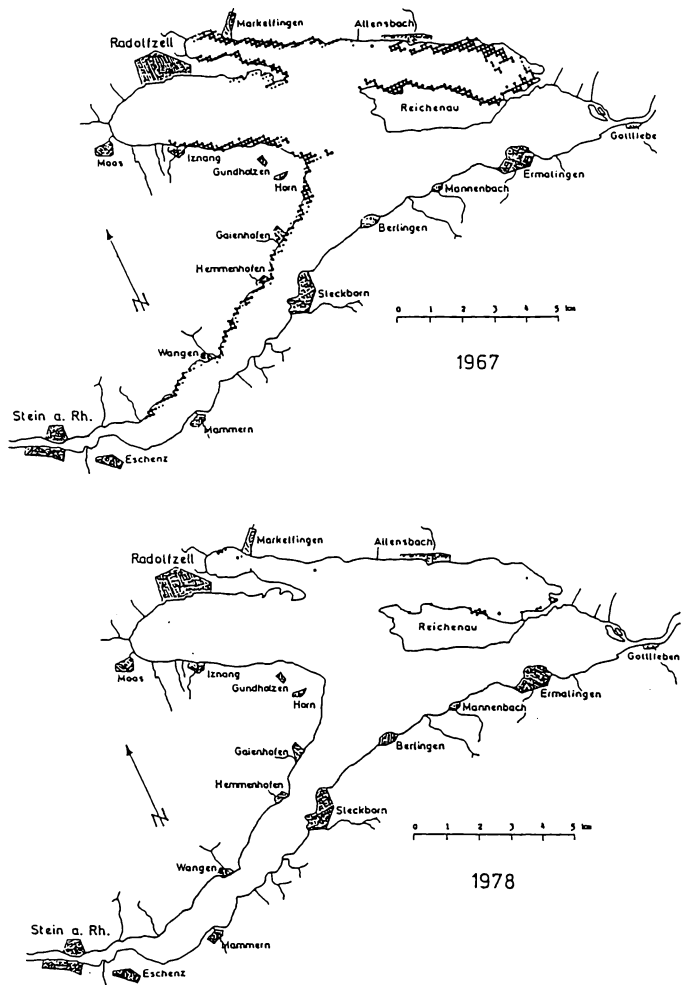 Markelfingen
Allensbach
Radolfzell
Reichenau
Gottliebe
Moos
Iznang
Gundholzen
Horn
Ermatingen
Mannenbach
Berlingen
Gaienhofen
Hemmenhofen
N
Steckborn
0 1 2 3 4 5 km
1967
Wangen
Stein a. Rh.
Mammern
Eschenz
Markelfingen
Allensbach
Radolfzell
Reichenau
Gottlieben
Moos
Iznang
Gundholzen
Horn
Ermatingen
Mannenbach
Berlingen
Gaienhofen
Hemmenhofen
N
Steckborn
0 1 2 3 4 5 km
1978
Wangen
Stein a. Rh.
Mammern
Eschenz